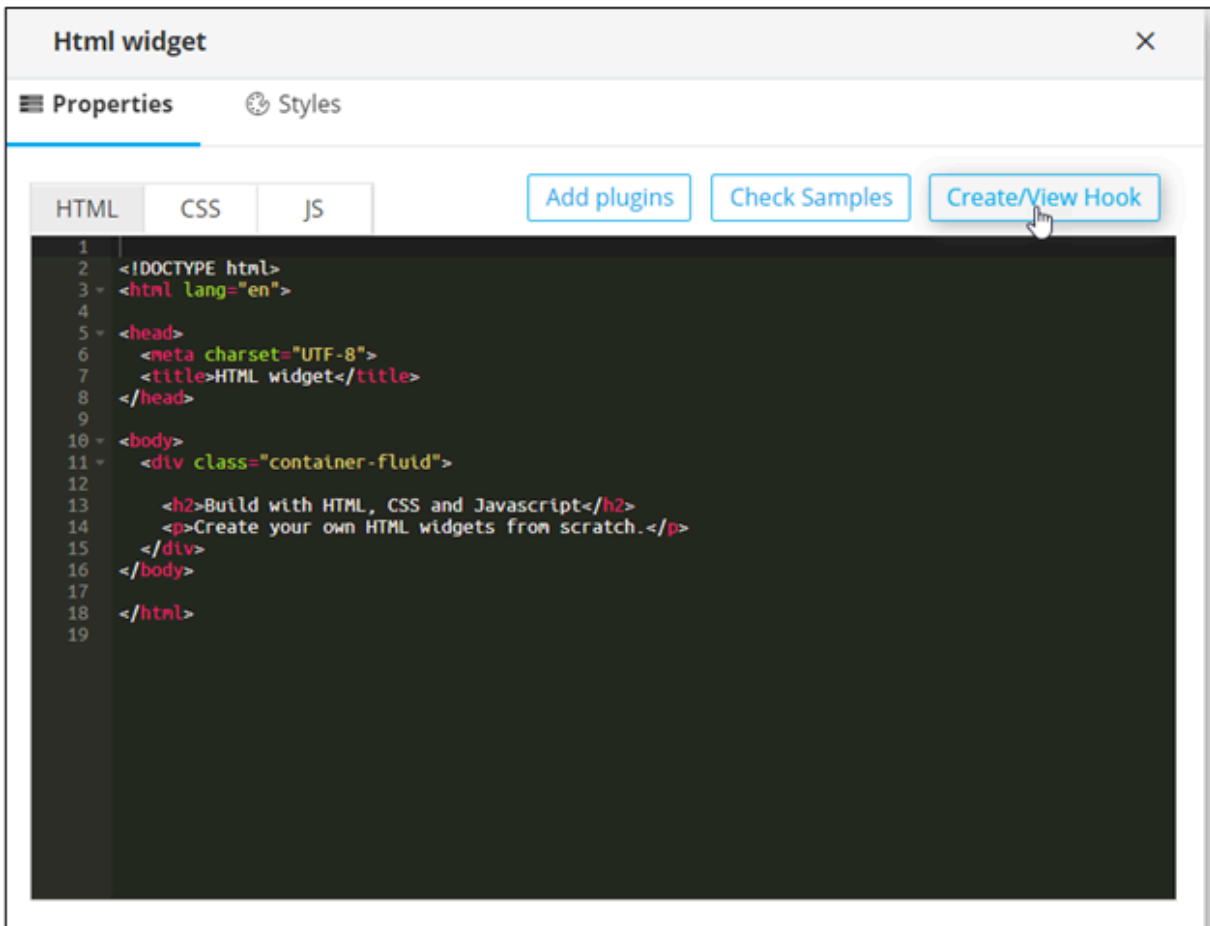 Html widget
Properties Styles
HTML CSS JS Add plugins Check Samples Create/View Hook
1
2 <!DOCTYPE html>
3 <html lang="en">
4
5 <head>
6 <meta charset="UTF-8">
7 <title>HTML widget</title>
8 </head>
9
10 <body>
11 <div class="container-fluid">
12
13 <h2>Build with HTML, CSS and Javascript</h2>
14 <p>Create your own HTML widgets from scratch.</p>
15 </div>
16 </body>
17
18 </html>
19